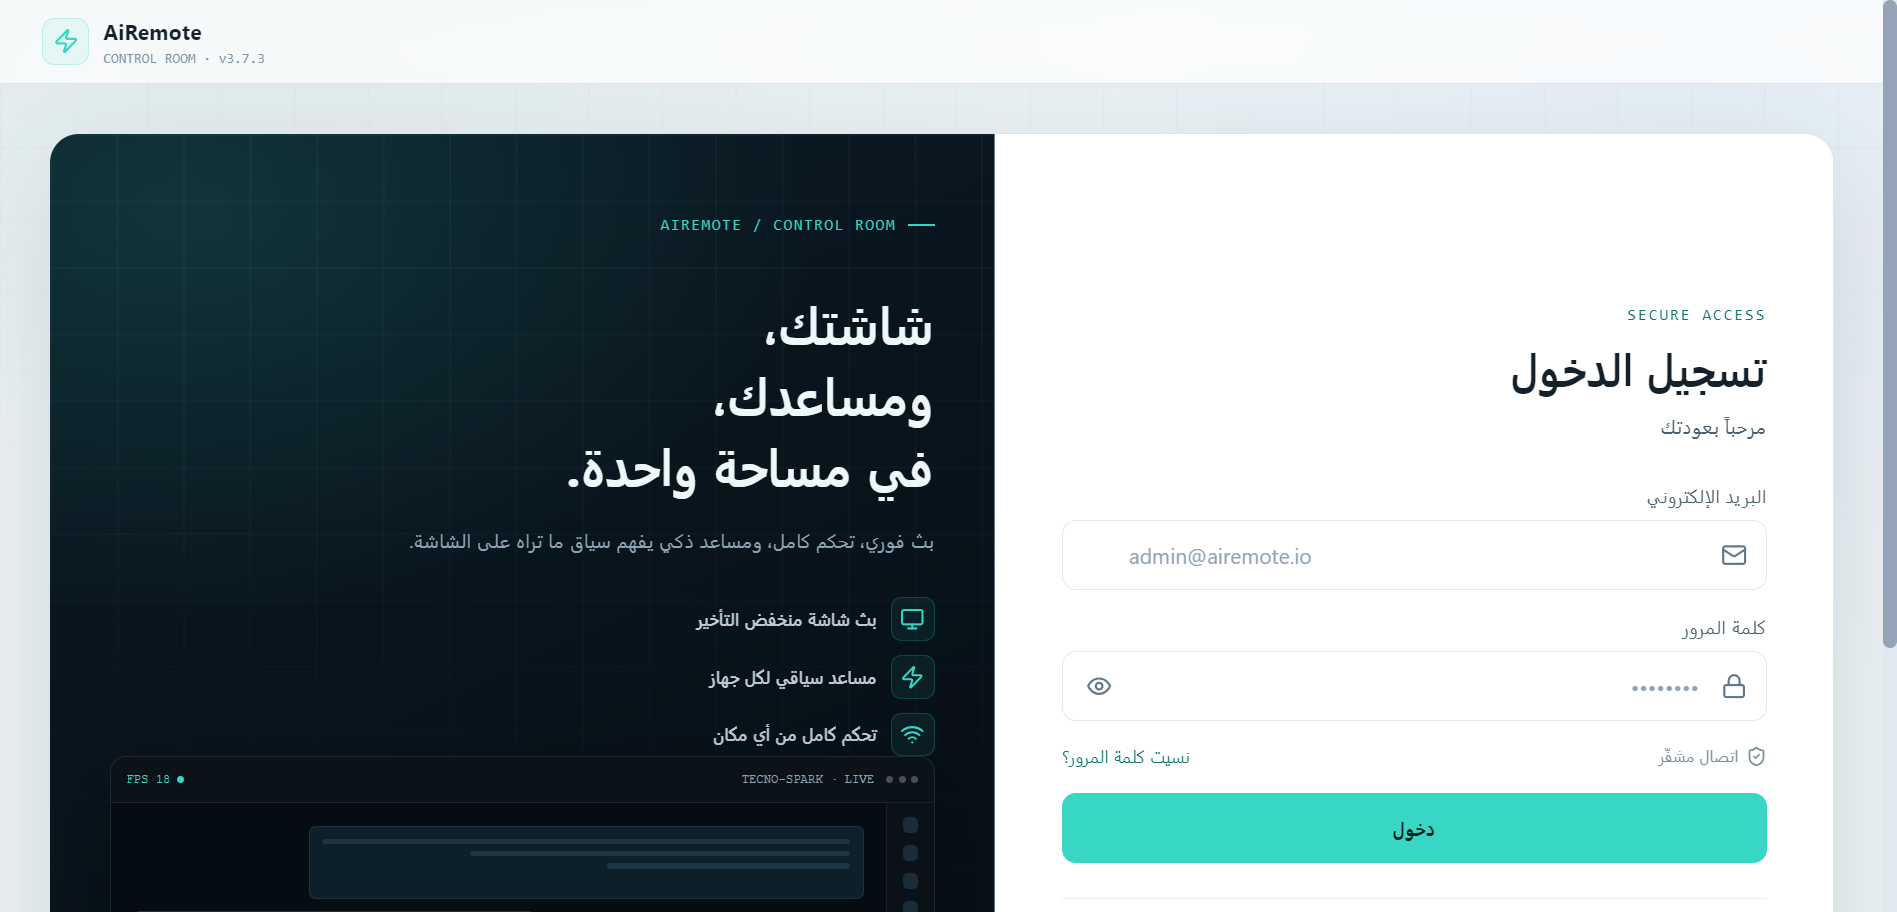 AiRemote
CONTROL ROOM · v3.7.3
SECURE ACCESS
تسجيل الدخول
مرحباً بعودتك
البريد الإلكتروني
admin@airemote.io
كلمة المرور
••••••••
اتصال مشفّر
نسيت كلمة المرور؟
دخول
AIREMOTE / CONTROL ROOM
شاشتك،
ومساعدك،
في مساحة واحدة.
بث فوري، تحكم كامل، ومساعد ذكي يفهم سياق ما تراه على الشاشة.
بث شاشة منخفض التأخير
مساعد سياقي لكل جهاز
تحكم كامل من أي مكان
TECNO-SPARK · LIVE
FPS 18